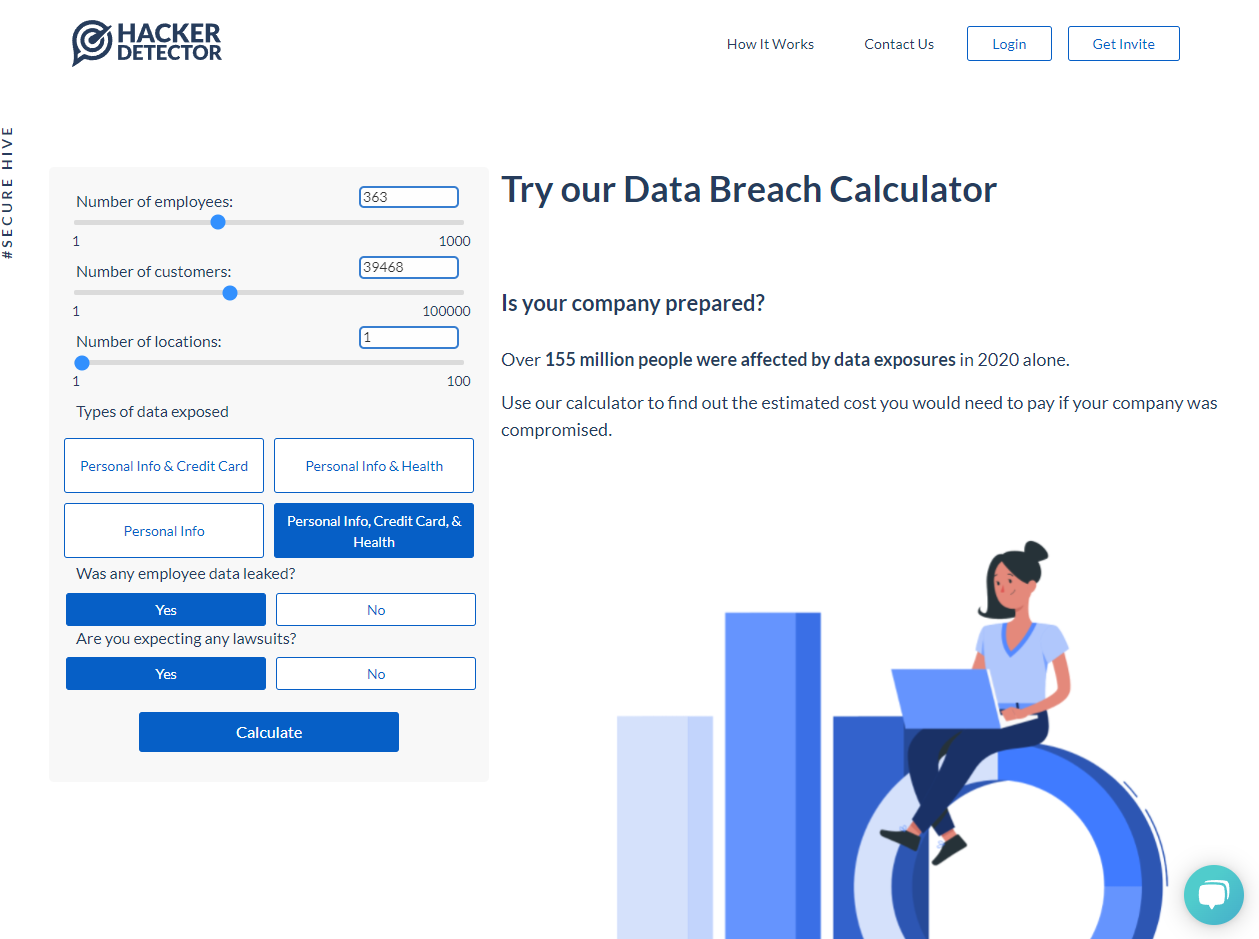 HACKER
DETECTOR
How It Works
Contact Us
Login
Get Invite
#SECURE HIVE
Number of employees:
363
1
1000
Number of customers:
39468
1
100000
Number of locations:
1
1
100
Types of data exposed
Personal Info & Credit Card
Personal Info & Health
Personal Info
Personal Info, Credit Card, &
Health
Was any employee data leaked?
Yes
No
Are you expecting any lawsuits?
Yes
No
Calculate
Try our Data Breach Calculator
Is your company prepared?
Over 155 million people were affected by data exposures in 2020 alone.
Use our calculator to find out the estimated cost you would need to pay if your company was
compromised.